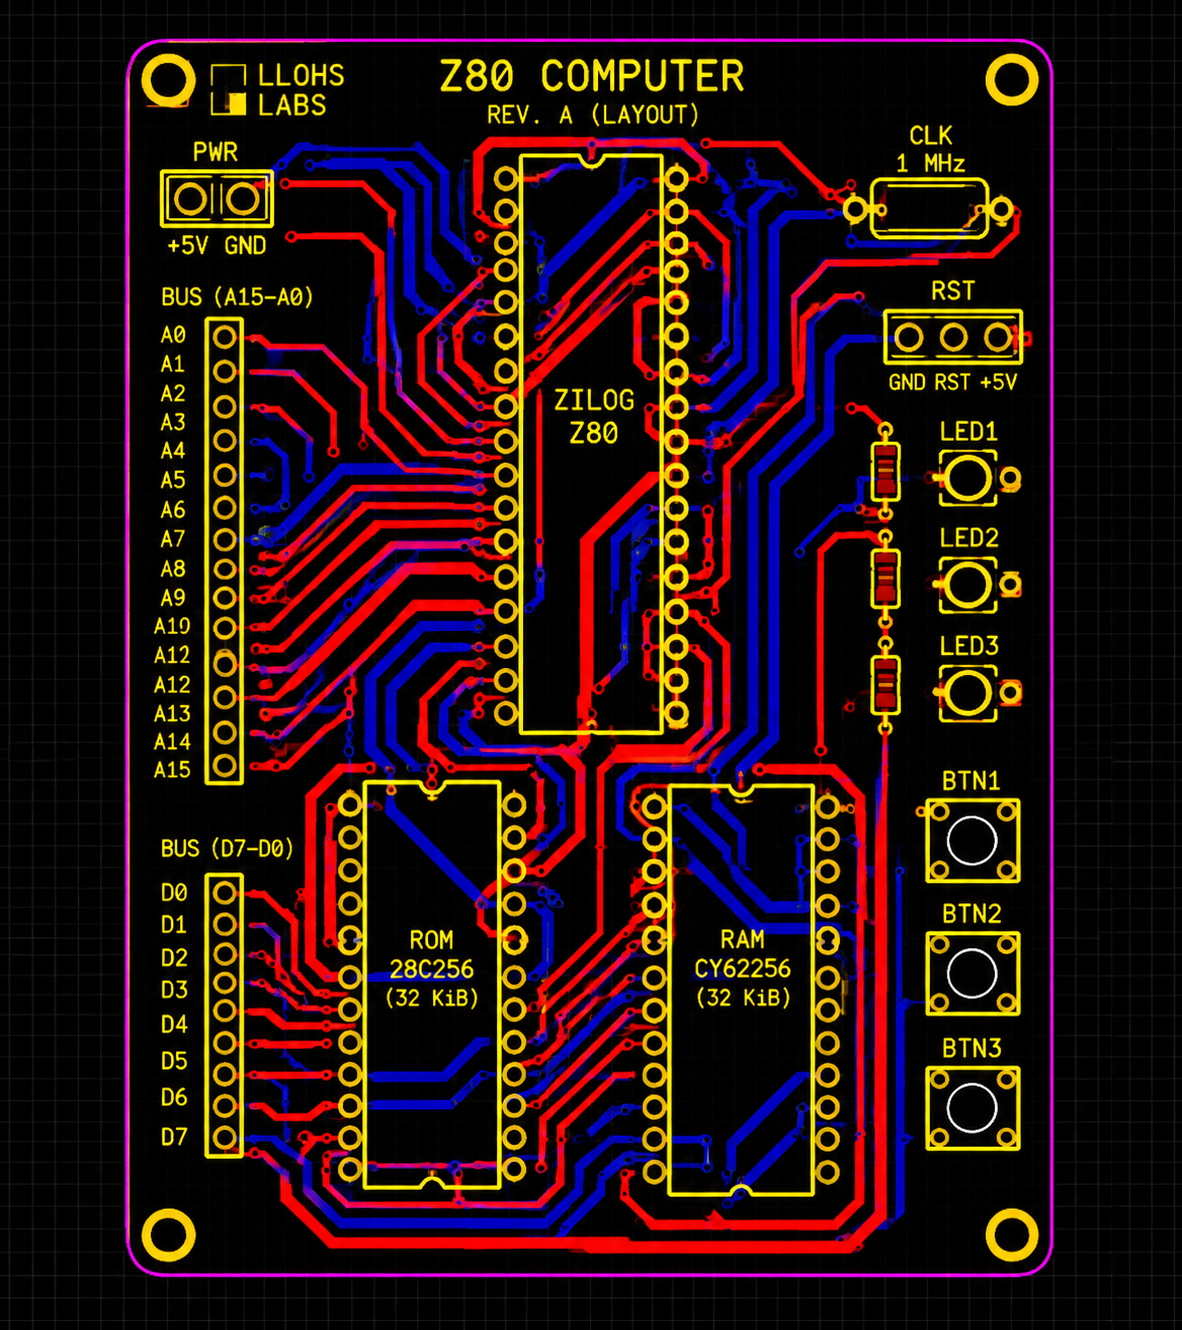 LLOHS
LABS
Z80 COMPUTER
REV. A (LAYOUT)
PWR
+5V GND
CLK
1 MHz
BUS (A15-A0)
A0
A1
A2
A3
A4
A5
A6
A7
A8
A9
A10
A12
A12
A13
A14
A15
ZILOG
Z80
RST
GND RST +5V
LED1
LED2
LED3
BUS (D7-D0)
D0
D1
D2
D3
D4
D5
D6
D7
ROM
28C256
(32 KiB)
RAM
CY62256
(32 KiB)
BTN1
BTN2
BTN3